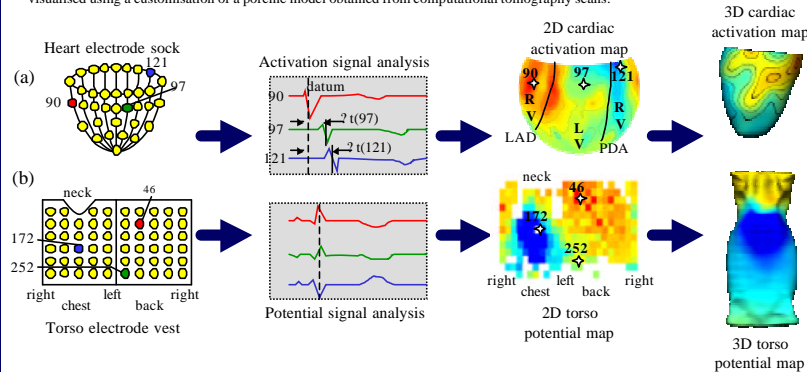 visualised using a customisation of a porcine model obtained from computational tomography scans.
Heart electrode sock
121
(a)
97
90
Activation signal analysis
datum
90
97
? t(97)
121
? t(121)
2D cardiac
activation map
90
97
121
R
V
L
V
R
V
LAD
PDA
3D cardiac
activation map
(b)
neck
46
172
252
right
left
right
chest
back
Torso electrode vest
Potential signal analysis
neck
46
172
252
right
left
right
chest
back
2D torso
potential map
3D torso
potential map